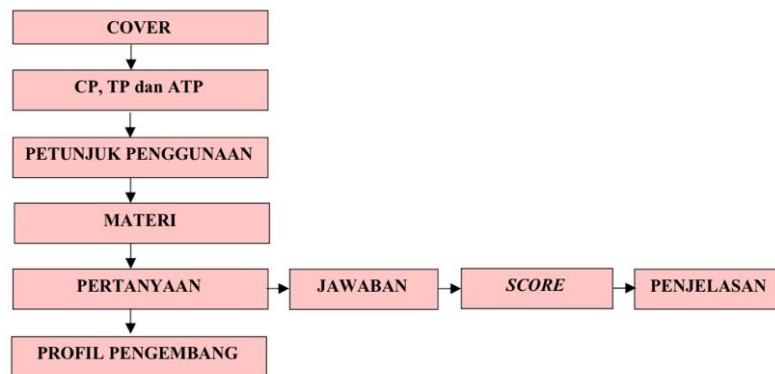 COVER
CP, TP dan ATP
PETUNJUK PENGGUNAAN
MATERI
PERTANYAAN
JAWABAN
SCORE
PENJELASAN
PROFIL PENGEMBANG